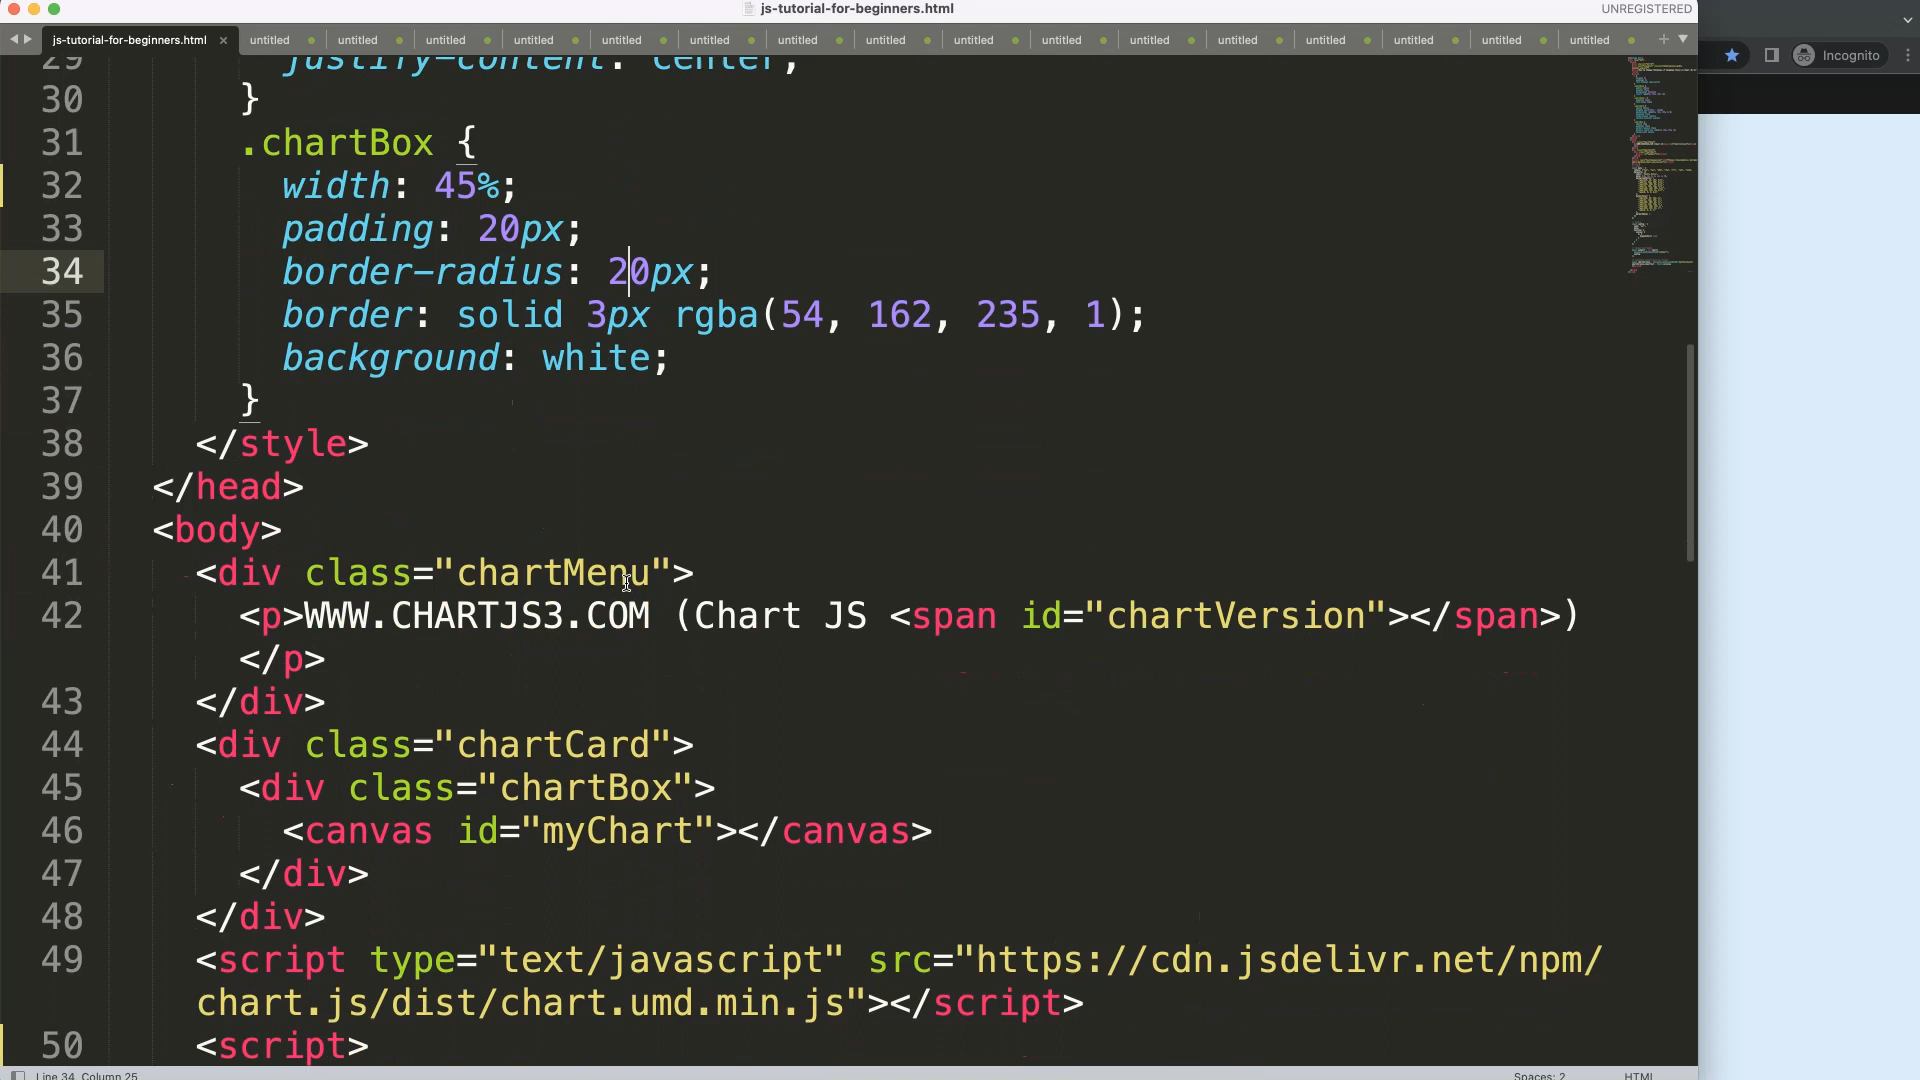 js-tutorial-for-beginners.html
UNREGISTERED
js-tutorial-for-beginners.html × untitled untitled untitled untitled untitled untitled untitled untitled untitled untitled untitled untitled untitled untitled untitled untitled +
Incognito
29 justify-content: center;
30 }
31 .chartBox {
32 width: 45%;
33 padding: 20px;
34 border-radius: 20px;
35 border: solid 3px rgba(54, 162, 235, 1);
36 background: white;
37 }
38 </style>
39 </head>
40 <body>
41 <div class="chartMenu">
42 <p>WWW.CHARTJS3.COM (Chart JS <span id="chartVersion"></span>)
</p>
43 </div>
44 <div class="chartCard">
45 <div class="chartBox">
46 <canvas id="myChart"></canvas>
47 </div>
48 </div>
49 <script type="text/javascript" src="https://cdn.jsdelivr.net/npm/
chart.js/dist/chart.umd.min.js"></script>
50 <script>
Line 34, Column 25
Spaces: 2
HTML